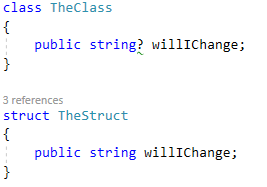 class TheClass
{
    public string? willIChange;
}
3 references
struct TheStruct
{
    public string willIChange;
}